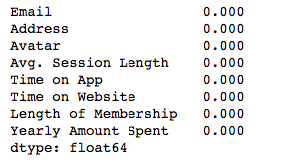 Email 0.000
Address 0.000
Avatar 0.000
Avg. Session Length 0.000
Time on App 0.000
Time on Website 0.000
Length of Membership 0.000
Yearly Amount Spent 0.000
dtype: float64